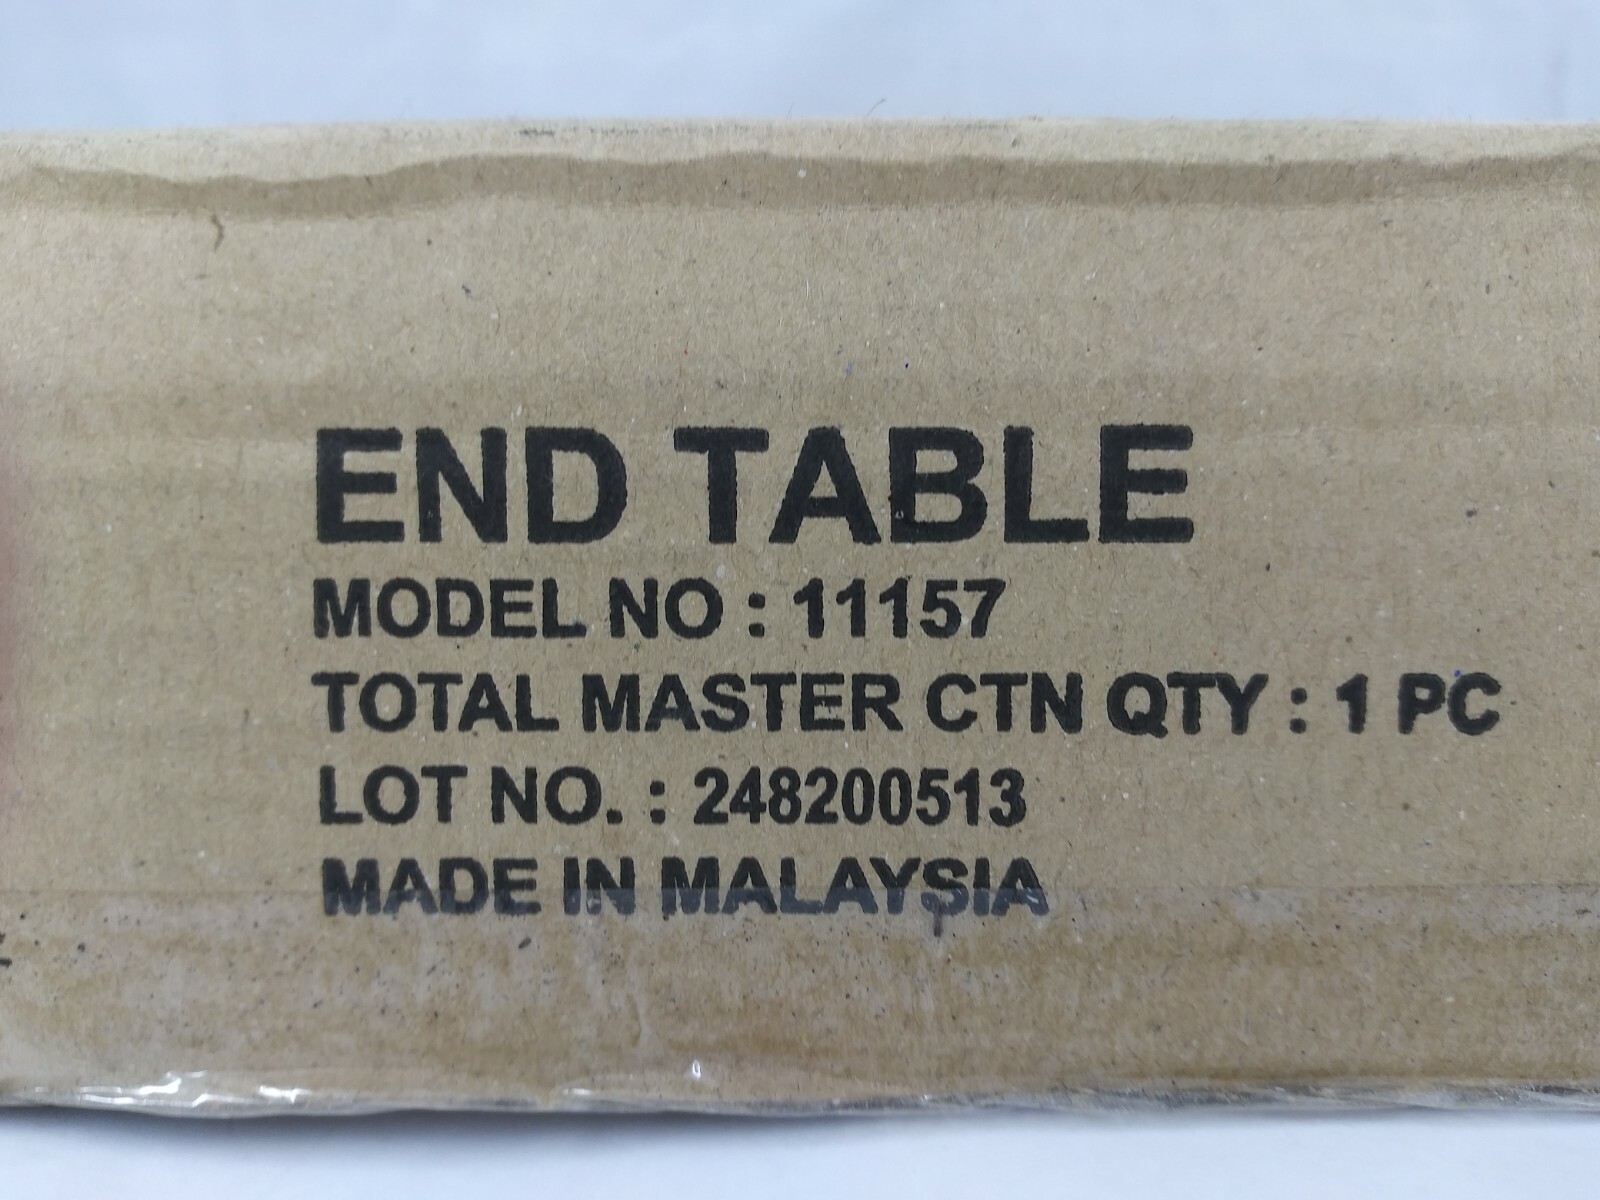 END TABLE
MODEL NO : 11157
TOTAL MASTER CTN QTY : 1 PC
LOT NO. : 248200513
MADE IN MALAYSIA